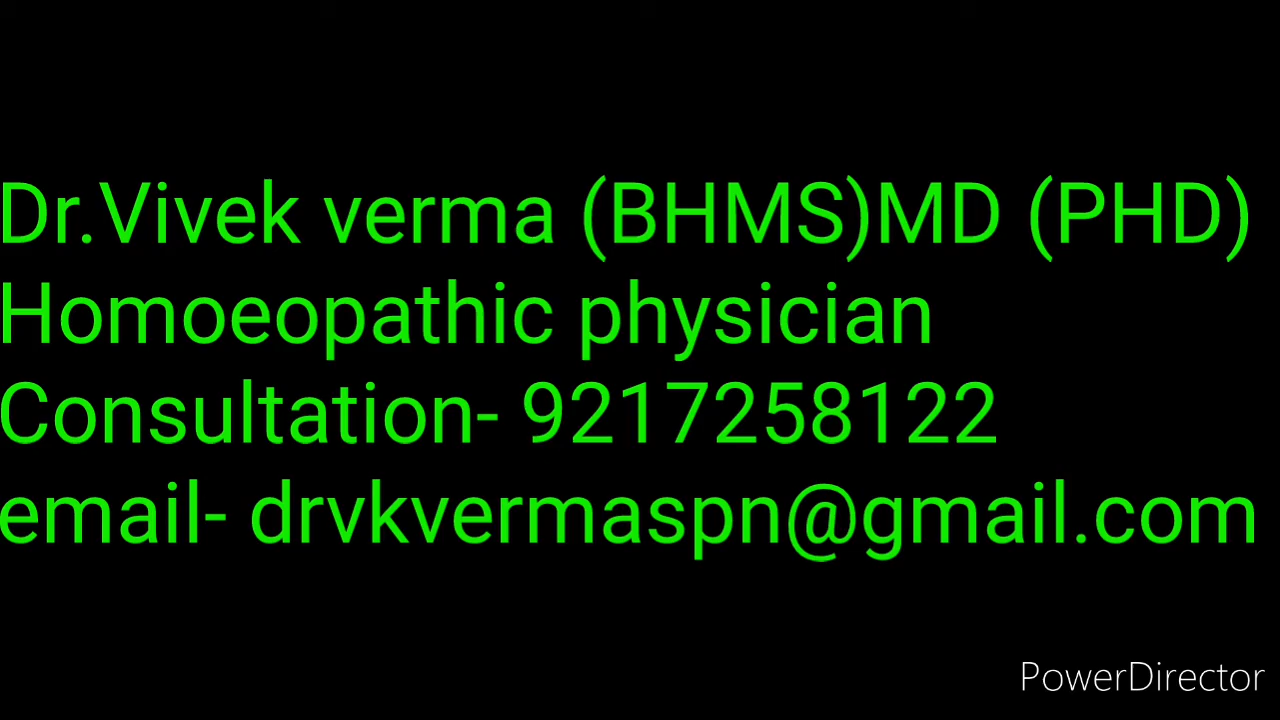 Dr.Vivek verma (BHMS)MD (PHD)
Homoeopathic physician
Consultation- 9217258122
email- drvkvermaspn@gmail.com
PowerDirector